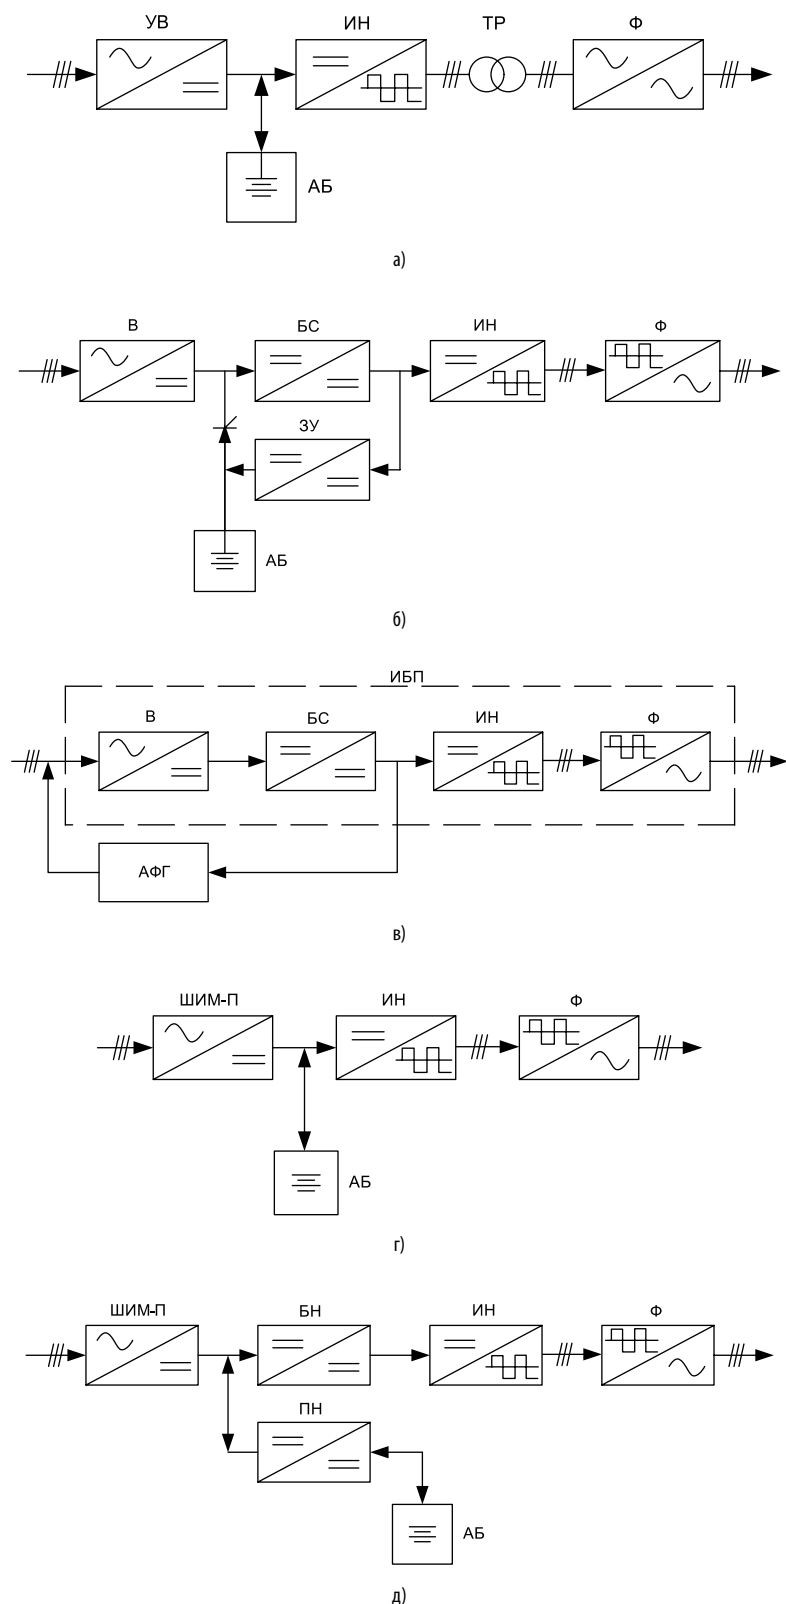 УВ ИН ТР Ф
АБ
а)
В БС ИН Ф
ЗУ
АБ
б)
ИБП
В БС ИН Ф
АФГ
в)
ШИМ-П ИН Ф
АБ
г)
ШИМ-П БН ИН Ф
ПН
АБ
д)